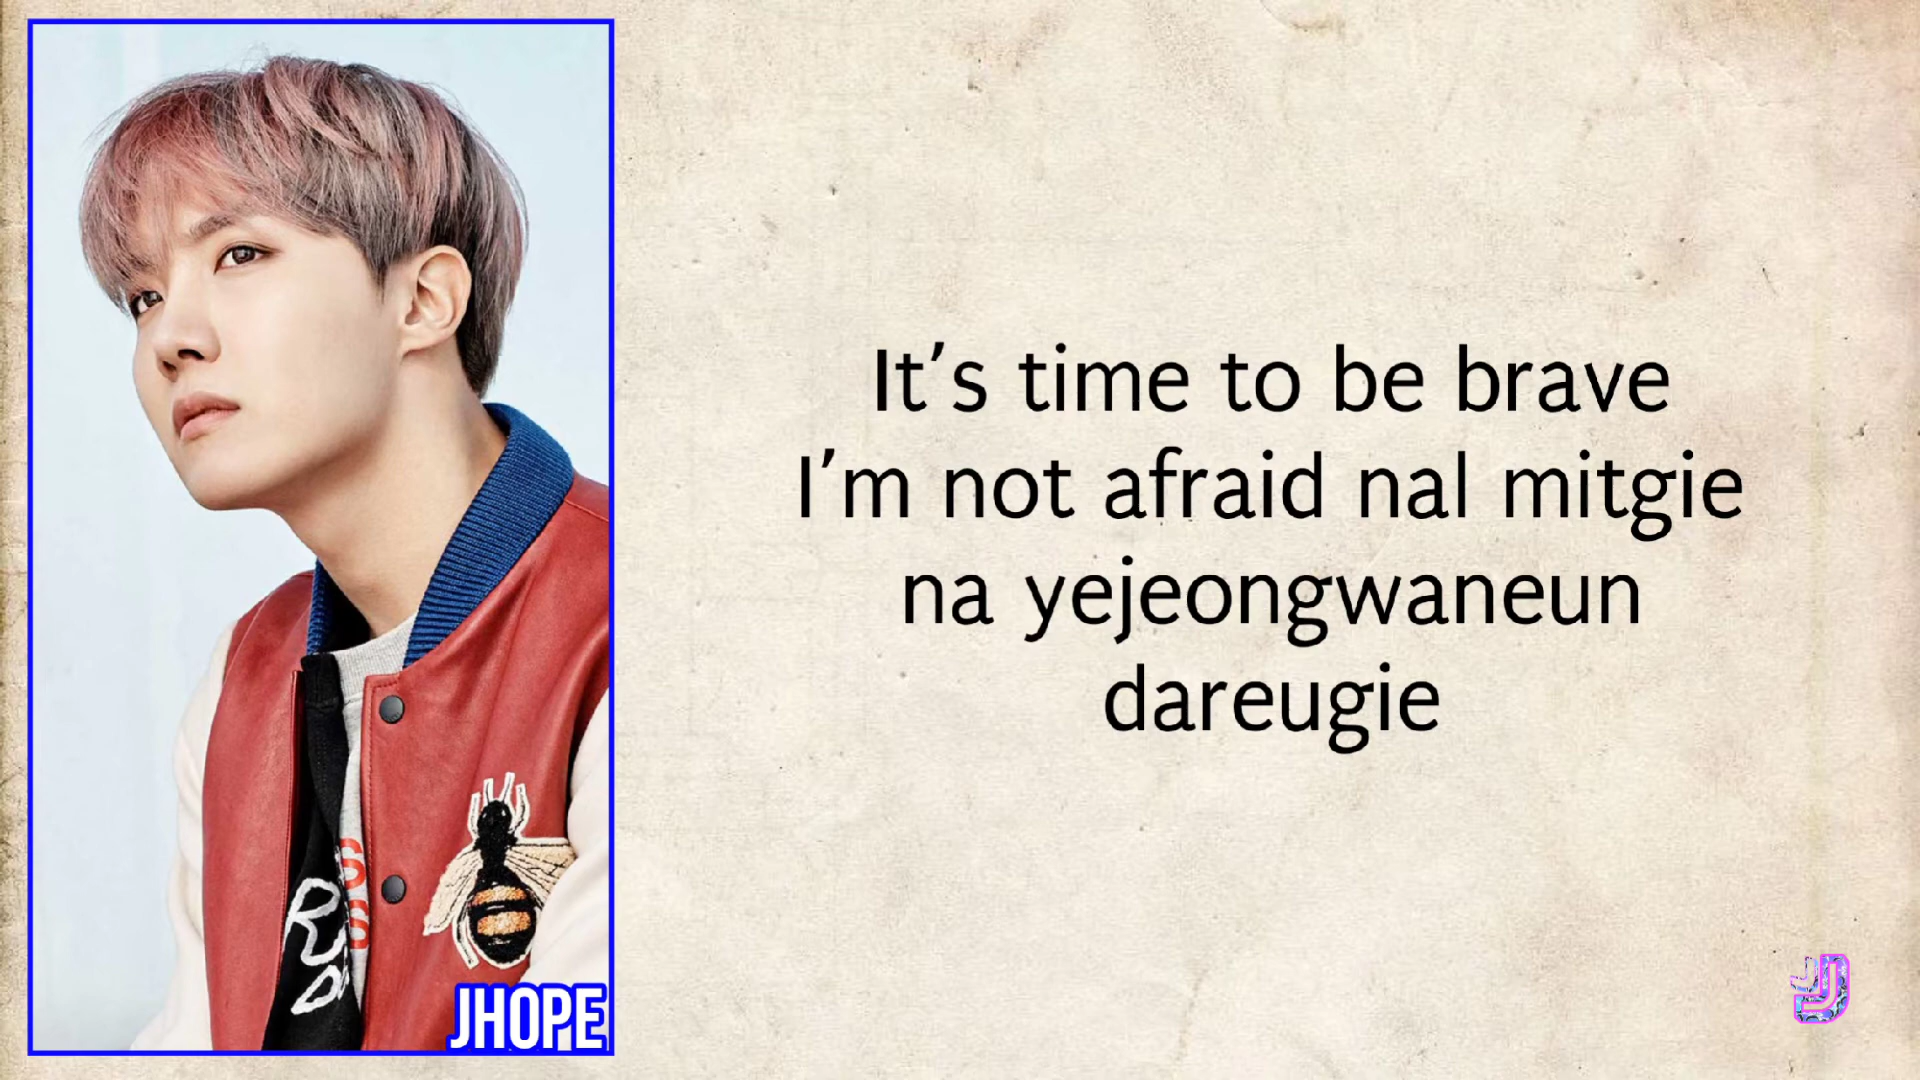 It's time to be brave
I'm not afraid nal mitgie
na yejeongwaneun
dareugie
JHOPE